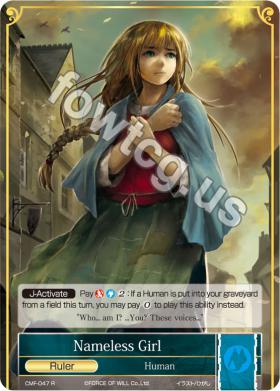 fowtcg.us
J-Activate Pay 2 : If a Human is put into your graveyard
from a field this turn, you may pay 0 to play this ability instead.
"Who... am I? ...You? These voices..."
Nameless Girl
Ruler Human
CMF-047 R ©FORCE OF WILL Co.,Ltd.